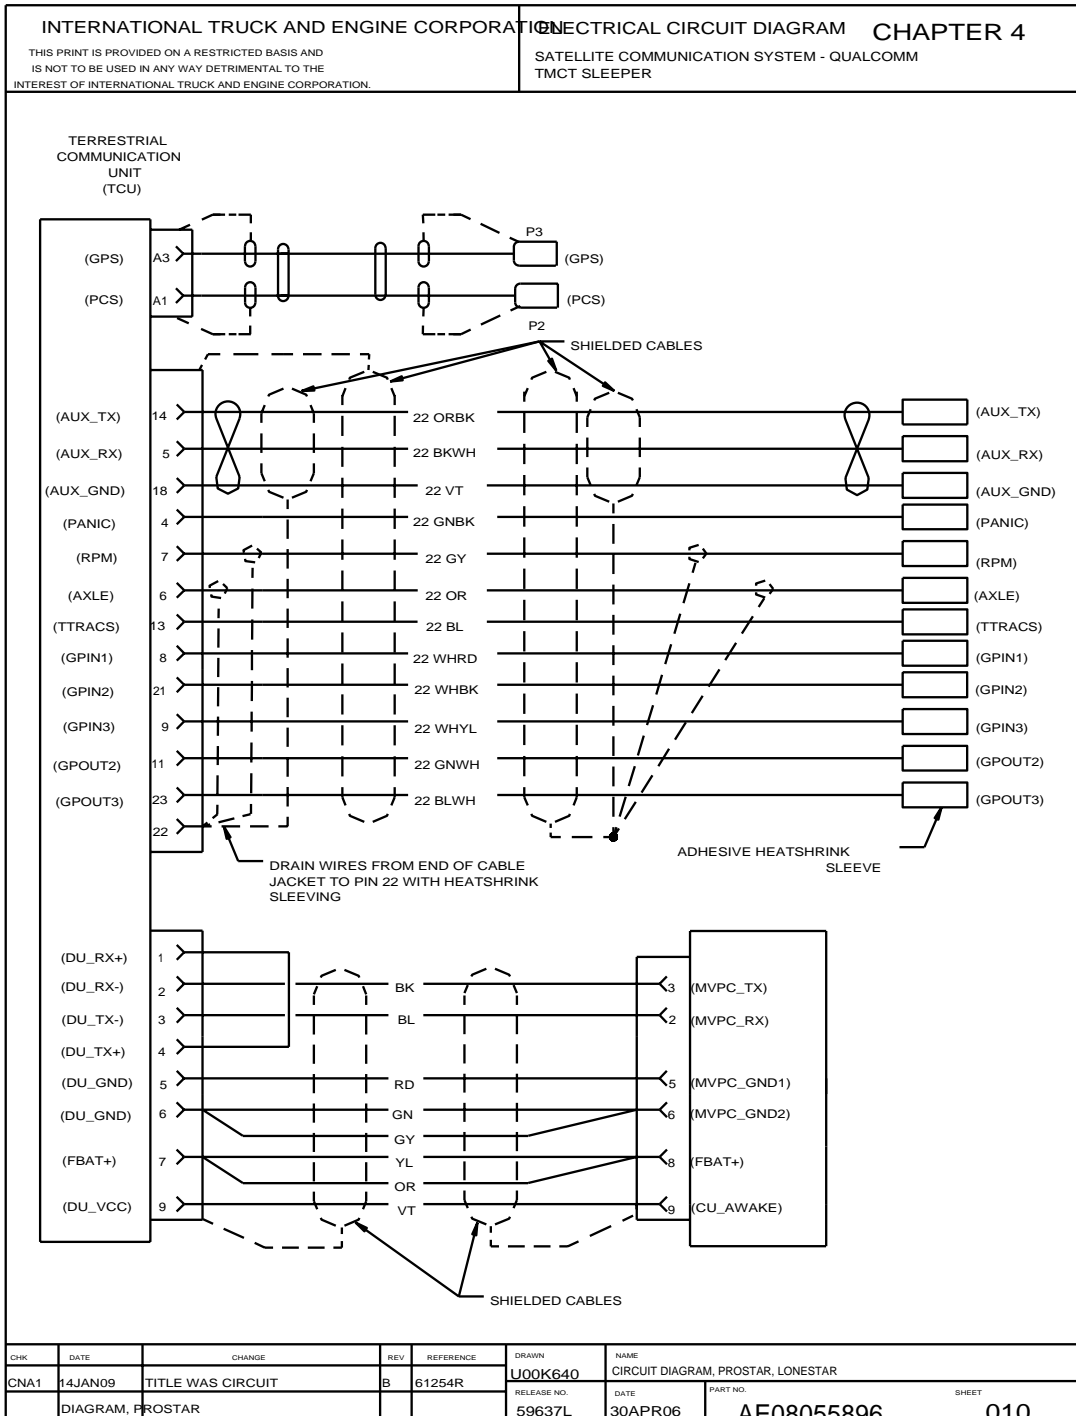 INTERNATIONAL TRUCK AND ENGINE CORPORATION
THIS PRINT IS PROVIDED ON A RESTRICTED BASIS AND
IS NOT TO BE USED IN ANY WAY DETRIMENTAL TO THE
INTEREST OF INTERNATIONAL TRUCK AND ENGINE CORPORATION.
ELECTRICAL CIRCUIT DIAGRAM CHAPTER 4
SATELLITE COMMUNICATION SYSTEM - QUALCOMM
TMCT SLEEPER
TERRESTRIAL
COMMUNICATION
UNIT
(TCU)
P3
(GPS) A3 (GPS)
(PCS) A1 (PCS)
P2
SHIELDED CABLES
(AUX_TX) 14 22 ORBK (AUX_TX)
(AUX_RX) 5 22 BKWH (AUX_RX)
(AUX_GND) 18 22 VT (AUX_GND)
(PANIC) 4 22 GNBK (PANIC)
(RPM) 7 22 GY (RPM)
(AXLE) 6 22 OR (AXLE)
(TTRACS) 13 22 BL (TTRACS)
(GPIN1) 8 22 WHRD (GPIN1)
(GPIN2) 21 22 WHBK (GPIN2)
(GPIN3) 9 22 WHYL (GPIN3)
(GPOUT2) 11 22 GNWH (GPOUT2)
(GPOUT3) 23 22 BLWH (GPOUT3)
22
DRAIN WIRES FROM END OF CABLE
JACKET TO PIN 22 WITH HEATSHRINK
SLEEVING
ADHESIVE HEATSHRINK
SLEEVE
(DU_RX+) 1
(DU_RX-) 2 BK 3 (MVPC_TX)
(DU_TX-) 3 BL 2 (MVPC_RX)
(DU_TX+) 4
(DU_GND) 5 RD 5 (MVPC_GND1)
(DU_GND) 6 GN 6 (MVPC_GND2)
GY
(FBAT+) 7 YL 8 (FBAT+)
OR
(DU_VCC) 9 VT 9 (CU_AWAKE)
SHIELDED CABLES
CHK DATE CHANGE REV REFERENCE
CNA1 14JAN09 TITLE WAS CIRCUIT B 61254R
DIAGRAM, PROSTAR
DRAWN
U00K640
NAME
CIRCUIT DIAGRAM, PROSTAR, LONESTAR
RELEASE NO.
59637L
DATE
30APR06
PART NO.
AE08055896
SHEET
010